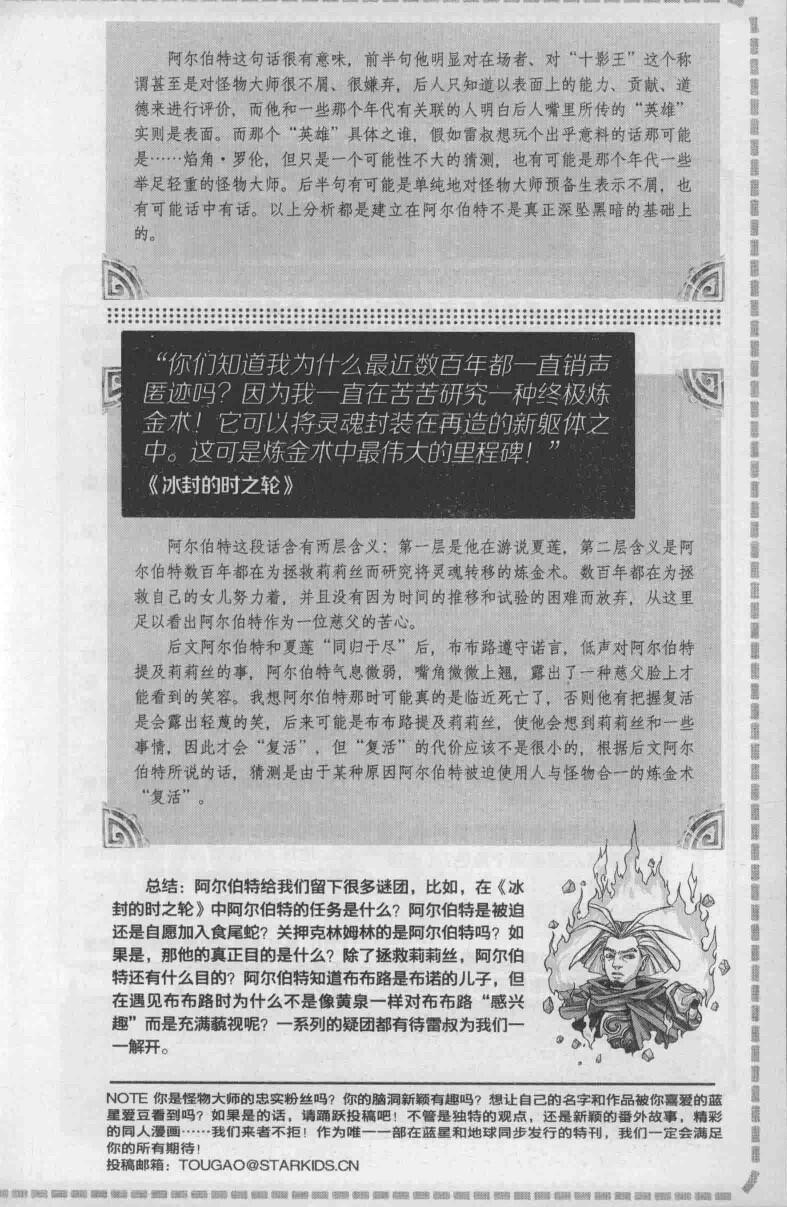 阿尔伯特这句话很有意味，前半句他明显对在场者、对“十影王”这个称
谓甚至是对怪物大师很不屑、很嫌弃，后人只知道以表面上的能力、贡献、道
德来进行评价，而他和一些那个年代有关联的人明白后人嘴里所传的“英雄”
实则是表面。而那个“英雄”具体之谁，假如雷叔想玩个出乎意料的话那可能
是……焰角·罗伦，但只是一个可能性不大的猜测，也有可能是那个年代一些
举足轻重的怪物大师。后半句有可能是单纯地对怪物大师预备生表示不屑，也
有可能话中有话。以上分析都是建立在阿尔伯特不是真正深坠黑暗的基础上
的。
“你们知道我为什么最近数百年都一直销声
匿迹吗？因为我一直在苦苦研究一种终极炼
金术！它可以将灵魂封装在再造的新躯体之
中。这可是炼金术中最伟大的里程碑！”
《冰封的时之轮》
阿尔伯特这段话含有两层含义：第一层是他在游说夏莲，第二层含义是阿
尔伯特数百年都在为拯救莉莉丝而研究将灵魂转移的炼金术。数百年都在为拯
救自己的女儿努力着，并且没有因为时间的推移和试验的困难而放弃，从这里
足以看出阿尔伯特作为一位慈父的苦心。
后文阿尔伯特和夏莲“同归于尽”后，布布路遵守诺言，低声对阿尔伯特
提及莉莉丝的事，阿尔伯特气息微弱，嘴角微微上翘，露出了一种慈父脸上才
能看到的笑容。我想阿尔伯特那时可能真的是临近死亡了，否则他有把握复活
是会露出轻蔑的笑，后来可能是布布路提及莉莉丝，使他会想到莉莉丝和一些
事情，因此才会“复活”，但“复活”的代价应该不是很小的，根据后文阿尔
伯特所说的话，猜测是由于某种原因阿尔伯特被迫使用人与怪物合一的炼金术
“复活”。
总结：阿尔伯特给我们留下很多谜团，比如，在《冰
封的时之轮》中阿尔伯特的任务是什么？阿尔伯特是被迫
还是自愿加入食尾蛇？关押克林姆林的是阿尔伯特吗？如
果是，那他的真正目的是什么？除了拯救莉莉丝，阿尔伯
特还有什么目的？阿尔伯特知道布布路是布诺的儿子，但
在遇见布布路时为什么不是像黄泉一样对布布路“感兴
趣”而是充满藐视呢？一系列的疑团都有待雷叔为我们一
一解开。
NOTE 你是怪物大师的忠实粉丝吗？你的脑洞新颖有趣吗？想让自己的名字和作品被你喜爱的蓝
星爱豆看到吗？如果是的话，请踊跃投稿吧！不管是独特的观点，还是新颖的番外故事，精彩
的同人漫画……我们来者不拒！作为唯一一部在蓝星和地球同步发行的特刊，我们一定会满足
你的所有期待！
投稿邮箱：TOUGAO@STARKIDS.CN